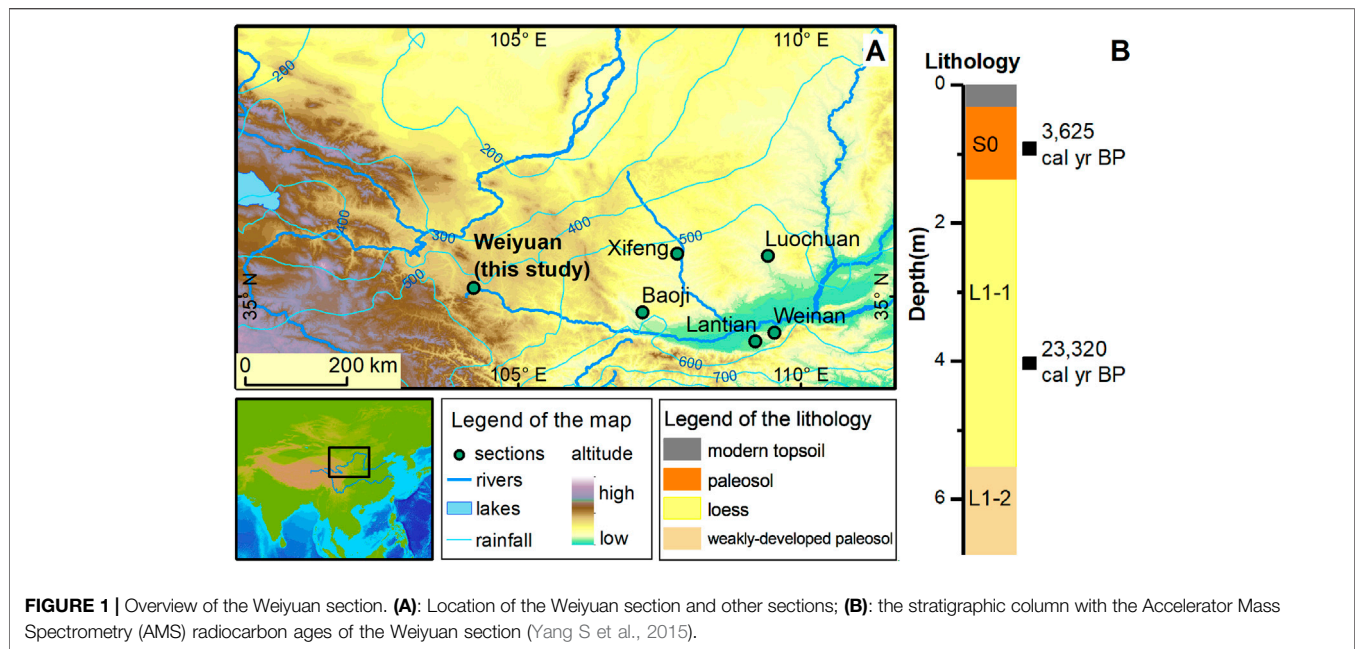 105° E
110° E
A
200
200
400
300
400
500
500
Weiyuan
(this study)
Xifeng
Luochuan
35° N
35° N
Baoji
Lantian
Weinan
600
700
0 200 km
105° E
110° E
Legend of the map
sections
altitude
rivers
high
lakes
rainfall
low
Legend of the lithology
modern topsoil
paleosol
loess
weakly-developed paleosol
B
Lithology
0
2
4
6
Depth(m)
S0
L1-1
L1-2
3,625
cal yr BP
23,320
cal yr BP
FIGURE 1 | Overview of the Weiyuan section. (A): Location of the Weiyuan section and other sections; (B): the stratigraphic column with the Accelerator Mass
Spectrometry (AMS) radiocarbon ages of the Weiyuan section (Yang S et al., 2015).